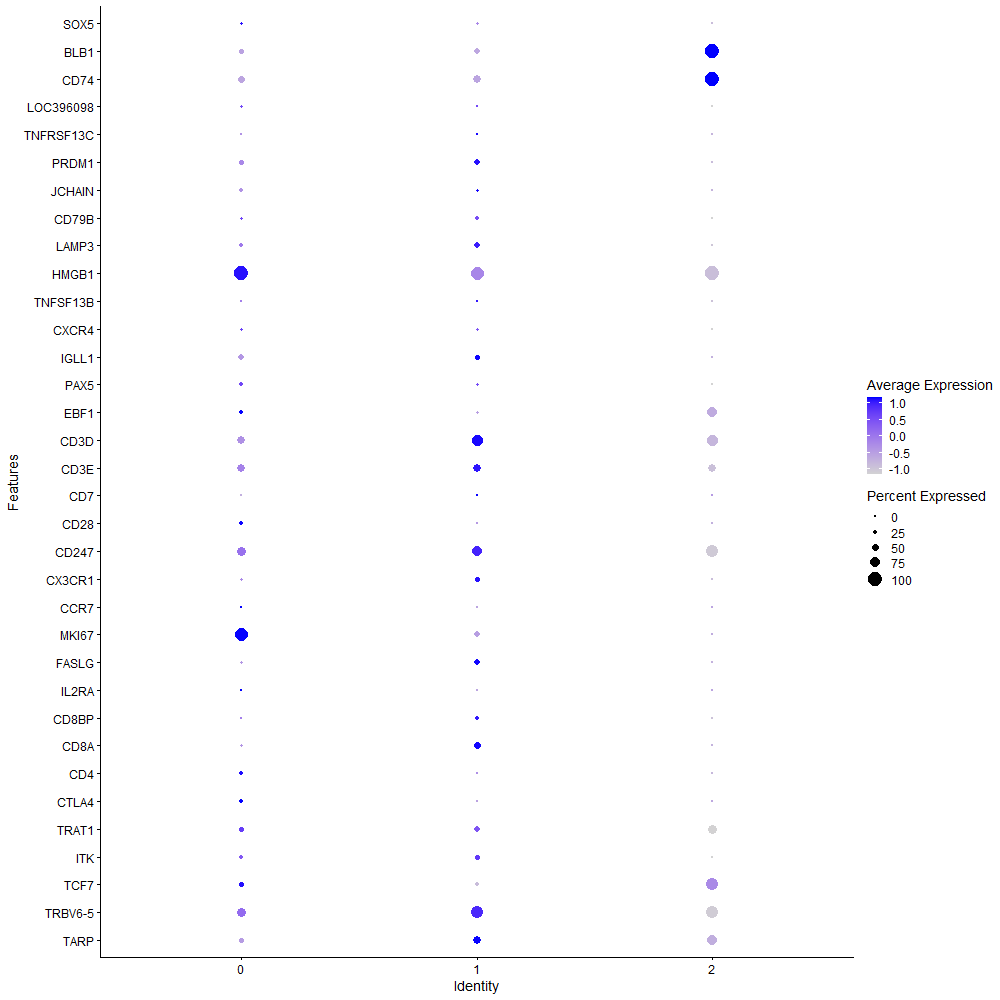 SOX5
BLB1
CD74
LOC396098
TNFRSF13C
PRDM1
JCHAIN
CD79B
LAMP3
HMGB1
TNFSF13B
CXCR4
IGLL1
PAX5
EBF1
CD3D
CD3E
CD7
CD28
CD247
CX3CR1
CCR7
MKI67
FASLG
IL2RA
CD8BP
CD8A
CD4
CTLA4
TRAT1
ITK
TCF7
TRBV6-5
TARP
Features
0 1 2
Identity
Average Expression
1.0
0.5
0.0
-0.5
-1.0
Percent Expressed
0
25
50
75
100